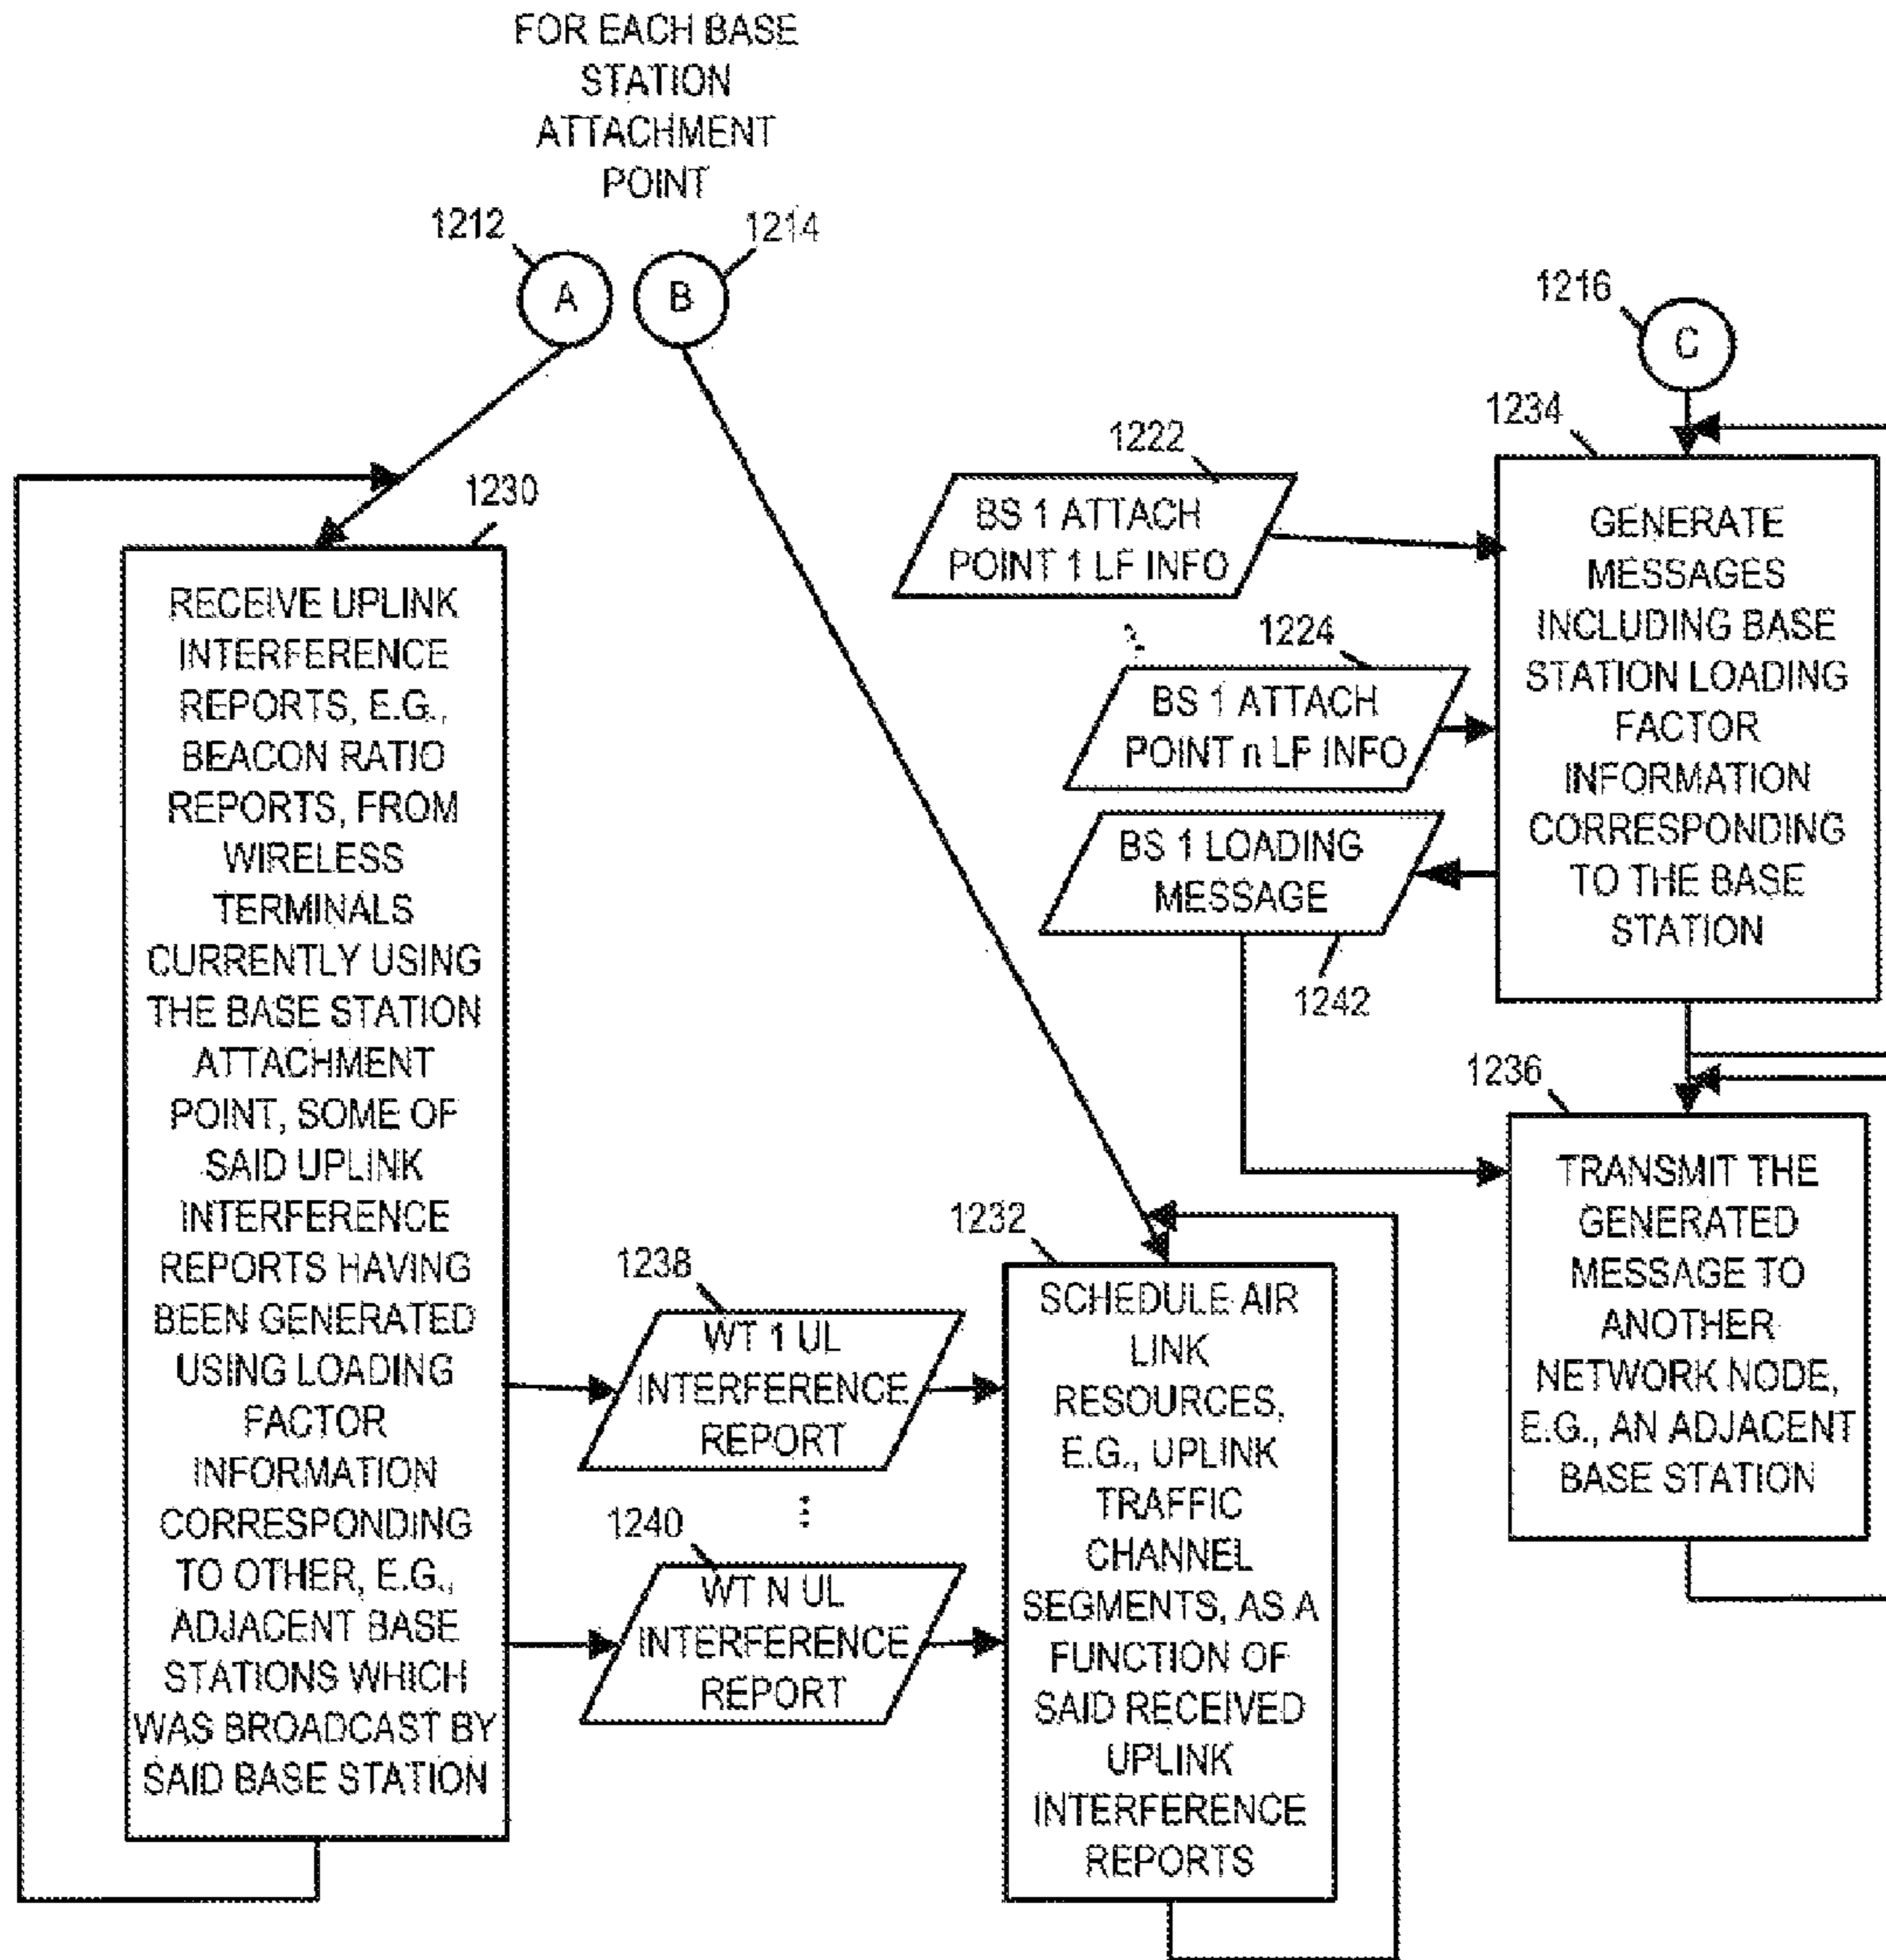 FOR EACH BASE
STATION
ATTACHMENT
POINT
1212
1214
A
B
1216
C
1230
RECEIVE UPLINK
INTERFERENCE
REPORTS, E.G.,
BEACON RATIO
REPORTS, FROM
WIRELESS
TERMINALS
CURRENTLY USING
THE BASE STATION
ATTACHMENT
POINT, SOME OF
SAID UPLINK
INTERFERENCE
REPORTS HAVING
BEEN GENERATED
USING LOADING
FACTOR
INFORMATION
CORRESPONDING
TO OTHER, E.G.,
ADJACENT BASE
STATIONS WHICH
WAS BROADCAST BY
SAID BASE STATION
1238
WT 1 UL
INTERFERENCE
REPORT
1240
WT N UL
INTERFERENCE
REPORT
1232
SCHEDULE AIR
LINK
RESOURCES,
E.G., UPLINK
TRAFFIC
CHANNEL
SEGMENTS, AS A
FUNCTION OF
SAID RECEIVED
UPLINK
INTERFERENCE
REPORTS
1222
BS 1 ATTACH
POINT 1 LF INFO
1224
BS 1 ATTACH
POINT n LF INFO
BS 1 LOADING
MESSAGE
1242
1234
GENERATE
MESSAGES
INCLUDING BASE
STATION LOADING
FACTOR
INFORMATION
CORRESPONDING
TO THE BASE
STATION
1236
TRANSMIT THE
GENERATED
MESSAGE TO
ANOTHER
NETWORK NODE,
E.G., AN ADJACENT
BASE STATION